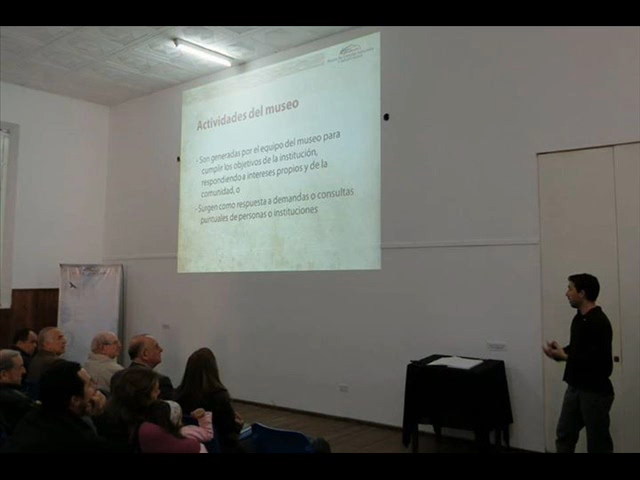 Actividades del museo
- Son generadas por el equipo del museo para
cumplir los objetivos de la institución,
respondiendo a intereses propios y de la
comunidad, o
- Surgen como respuesta a demandas o consultas
puntuales de personas o instituciones